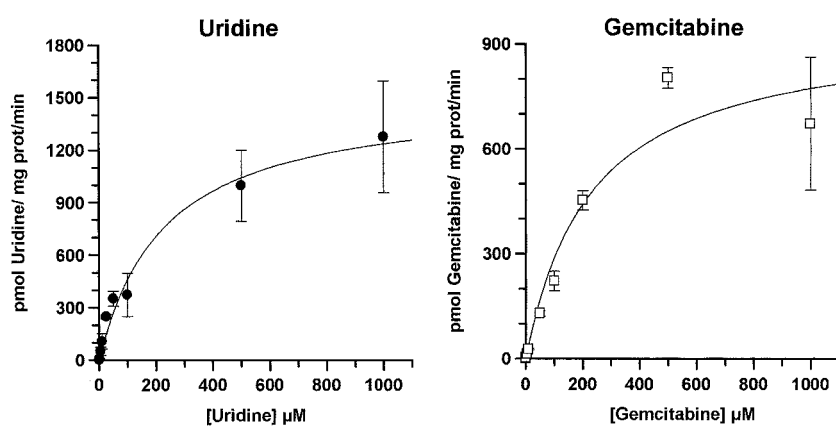 Uridine
pmol Uridine/ mg prot/min
1800
1500
1200
900
600
300
0
0 200 400 600 800 1000
[Uridine] µM
Gemcitabine
pmol Gemcitabine/ mg prot/min
900
600
300
0
0 200 400 600 800 1000
[Gemcitabine] µM